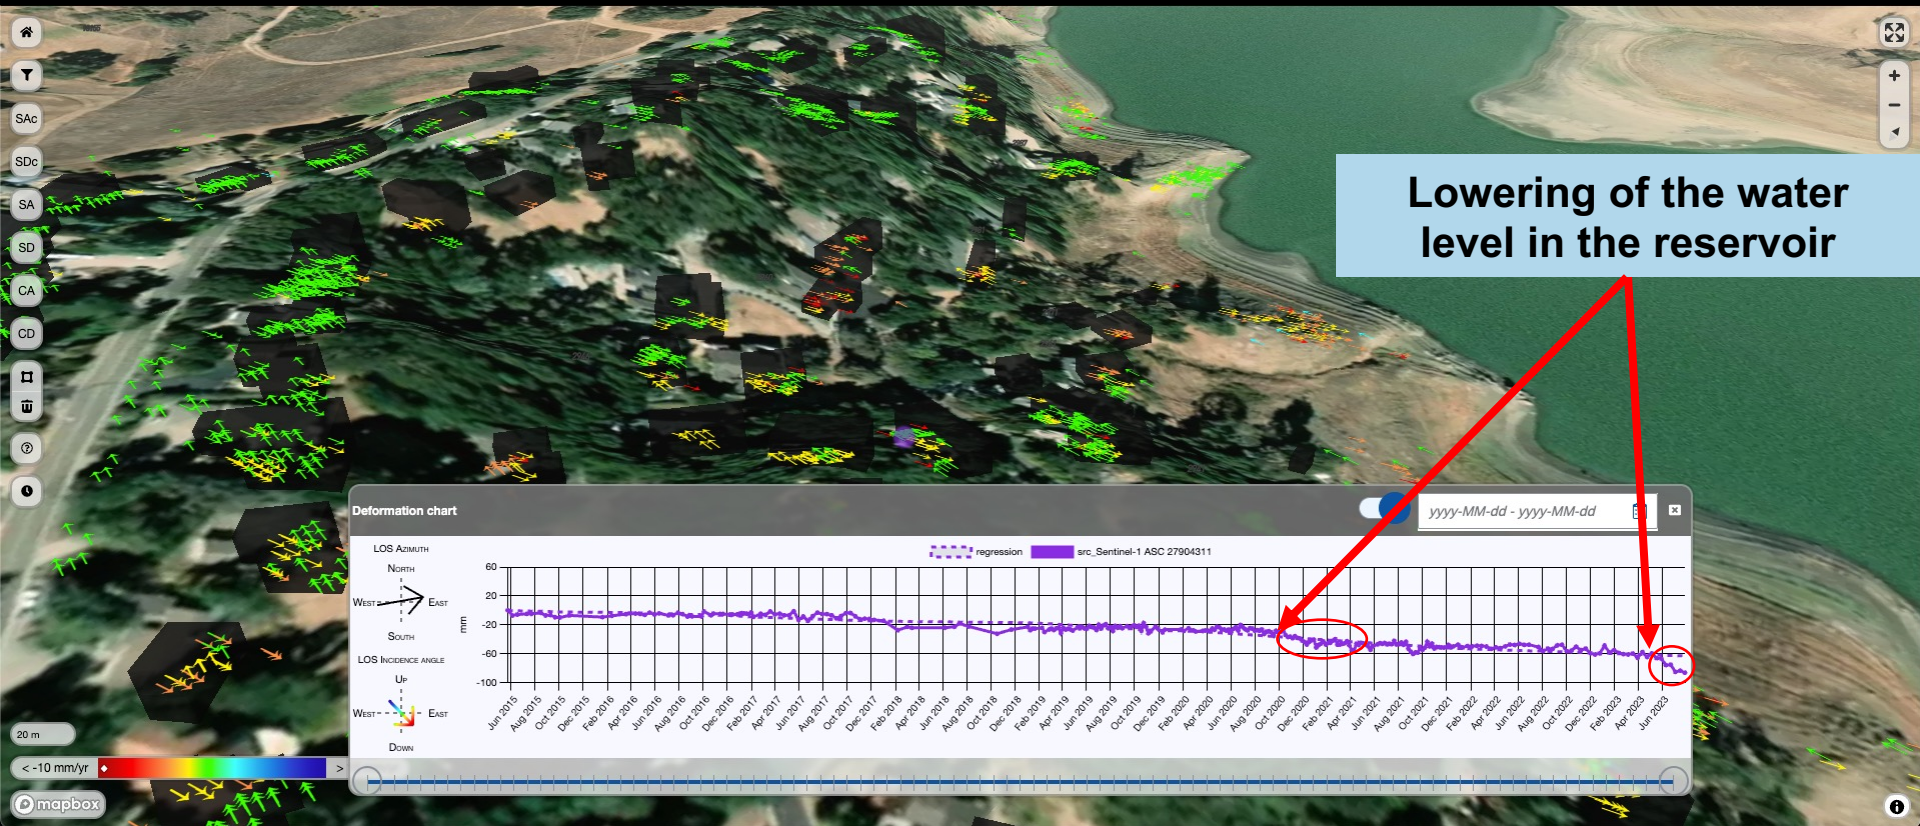 SAc
SDc
SA
SD
CA
CD
Lowering of the water
level in the reservoir
Deformation chart
yyyy-MM-dd - yyyy-MM-dd
LOS Azimuth
North
West
East
South
LOS Incidence angle
Up
West
East
Down
regression
src_Sentinel-1 ASC 27904311
mm
60
20
-20
-60
-100
Jun 2015
Aug 2015
Oct 2015
Dec 2015
Feb 2016
Apr 2016
Jun 2016
Aug 2016
Oct 2016
Dec 2016
Feb 2017
Apr 2017
Jun 2017
Aug 2017
Oct 2017
Dec 2017
Feb 2018
Apr 2018
Jun 2018
Aug 2018
Oct 2018
Dec 2018
Feb 2019
Apr 2019
Jun 2019
Aug 2019
Oct 2019
Dec 2019
Feb 2020
Apr 2020
Jun 2020
Aug 2020
Oct 2020
Dec 2020
Feb 2021
Apr 2021
Jun 2021
Aug 2021
Oct 2021
Dec 2021
Feb 2022
Apr 2022
Jun 2022
Aug 2022
Oct 2022
Dec 2022
Feb 2023
Apr 2023
Jun 2023
20 m
< -10 mm/yr
>
mapbox